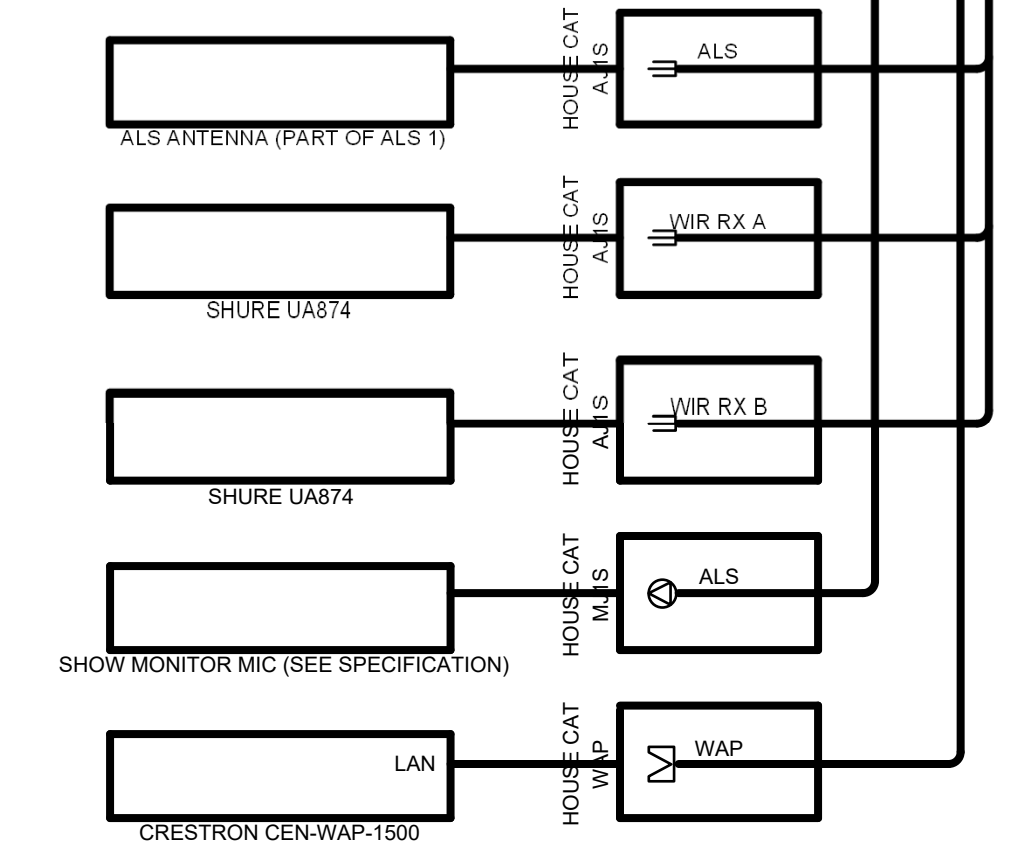 HOUSE CAT
AJ1S
ALS
ALS ANTENNA (PART OF ALS 1)
HOUSE CAT
AJ1S
WIR RX A
SHURE UA874
HOUSE CAT
AJ1S
WIR RX B
SHURE UA874
HOUSE CAT
MJ1S
ALS
SHOW MONITOR MIC (SEE SPECIFICATION)
LAN
HOUSE CAT
WAP
WAP
CRESTRON CEN-WAP-1500